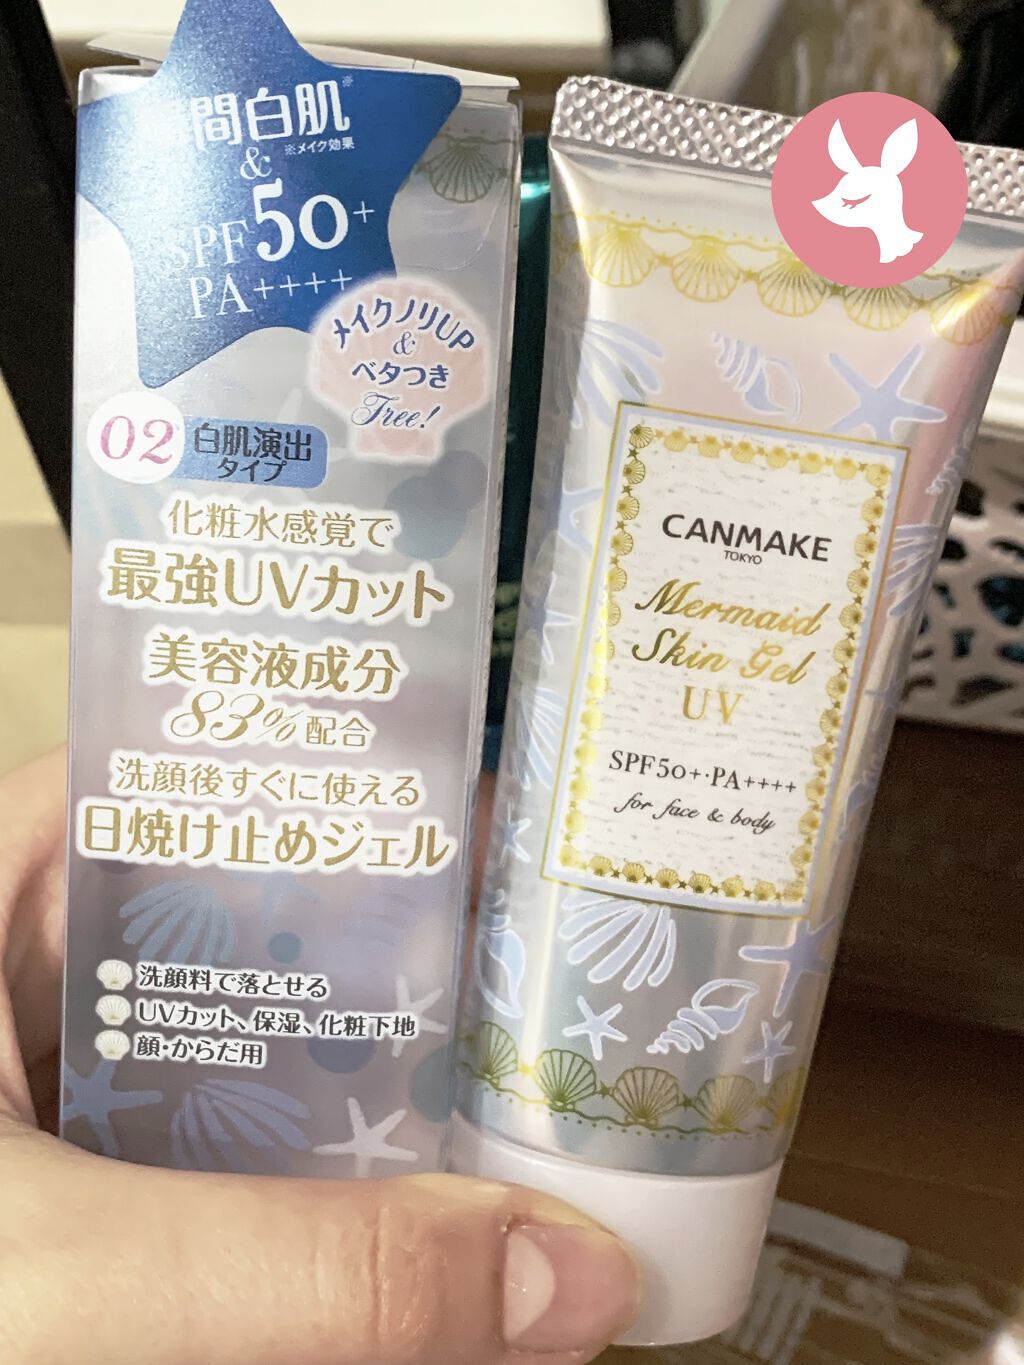 間白肌※
※メイク効果
&
SPF50+
PA++++
メイクノリUP
&
ベタつき
Free!
02
白肌演出
タイプ
化粧水感覚で
最強UVカット
美容液成分
83%配合
洗顔後すぐに使える
日焼け止めジェル
洗顔料で落とせる
UVカット、保湿、化粧下地
顔・からだ用
CANMAKE
TOKYO
Mermaid
Skin Gel
UV
SPF50+・PA++++
for face & body